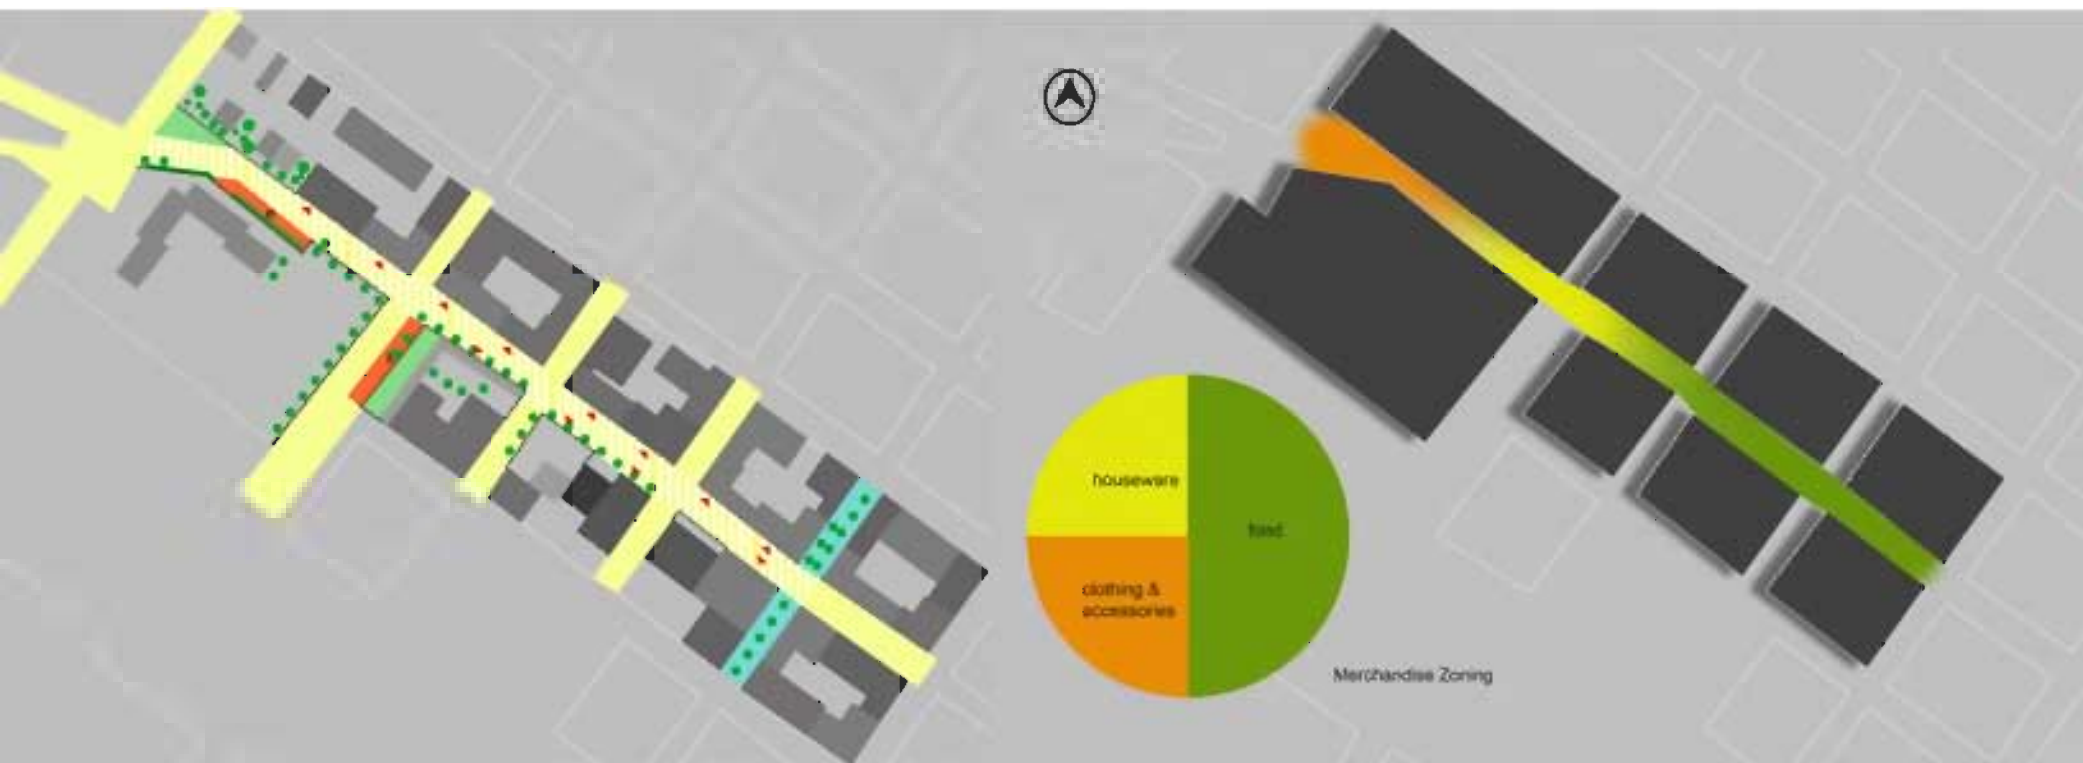 houseware
food
clothing &
accessories
Merchandise Zoning